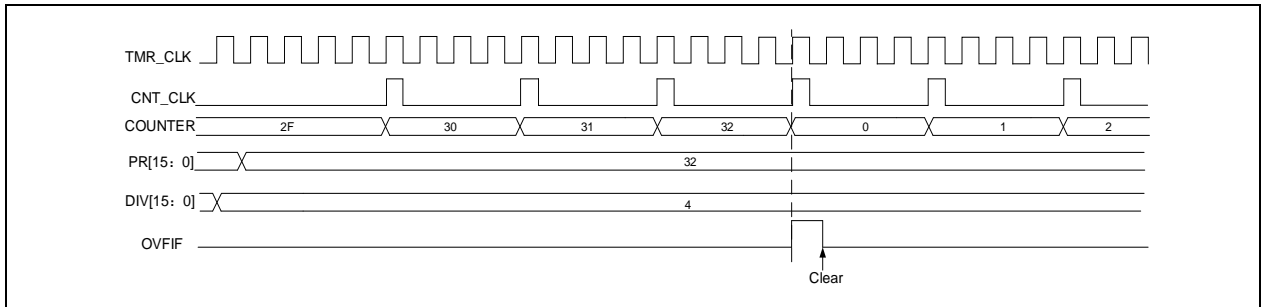 TMR_CLK
CNT_CLK
COUNTER 2F 30 31 32 0 1 2
PR[15：0] 32
DIV[15：0] 4
OVFIF
Clear